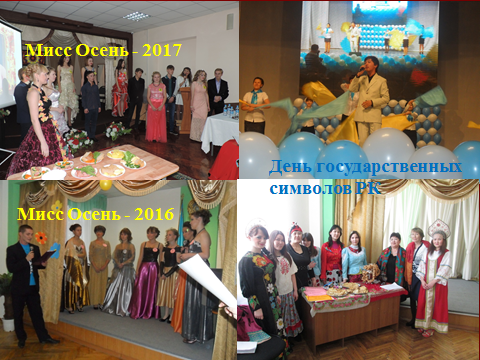 Мисс Осень - 2017
День государственных
символов РК
Мисс Осень - 2016